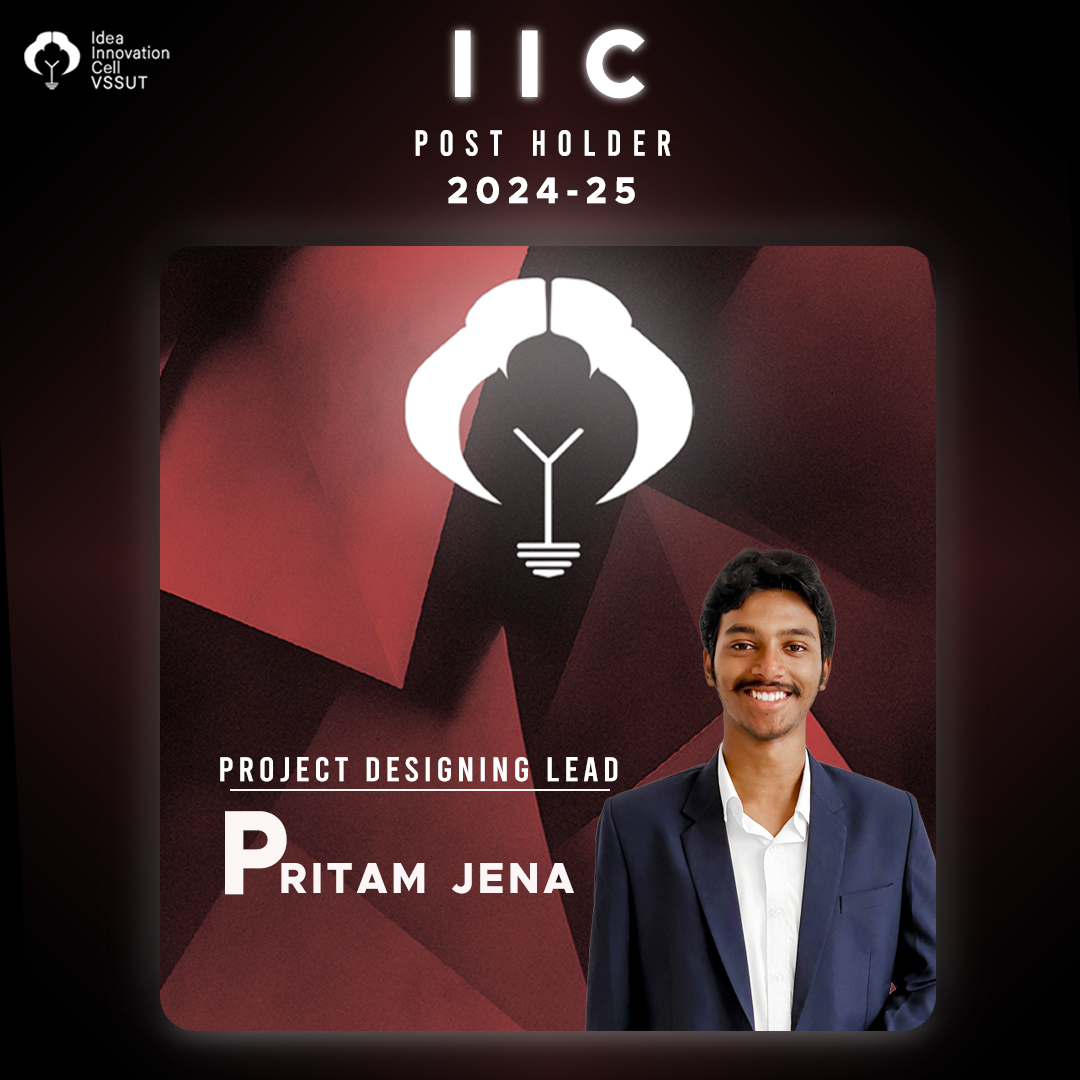 Idea
Innovation
Cell
VSSUT
IIC
POST HOLDER
2024-25
PROJECT DESIGNING LEAD
PRITAM JENA